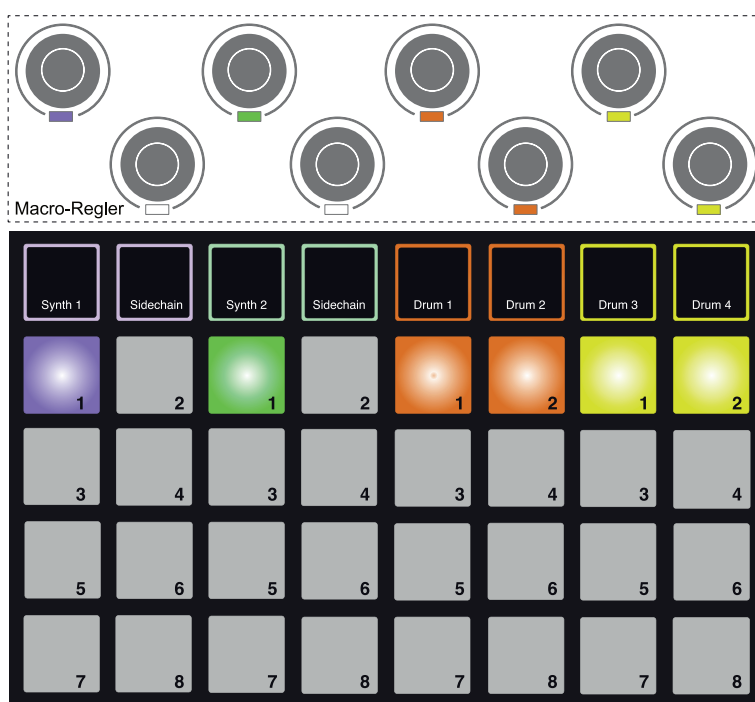 Macro-Regler
Synth 1 Sidechain Synth 2 Sidechain Drum 1 Drum 2 Drum 3 Drum 4
1 2 1 2 1 2 1 2
3 4 3 4 3 4 3 4
5 6 5 6 5 6 5 6
7 8 7 8 7 8 7 8